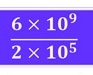 6 × 10⁹
2 × 10⁵